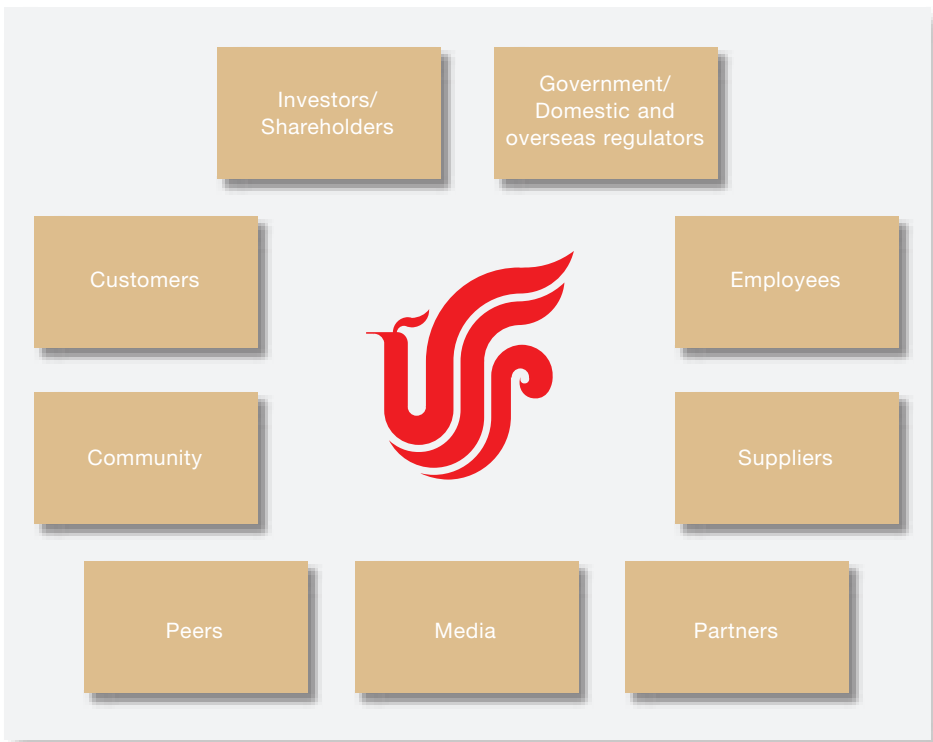 Investors/
Shareholders
Government/
Domestic and
overseas regulators
Customers
Employees
Community
Suppliers
Peers
Media
Partners